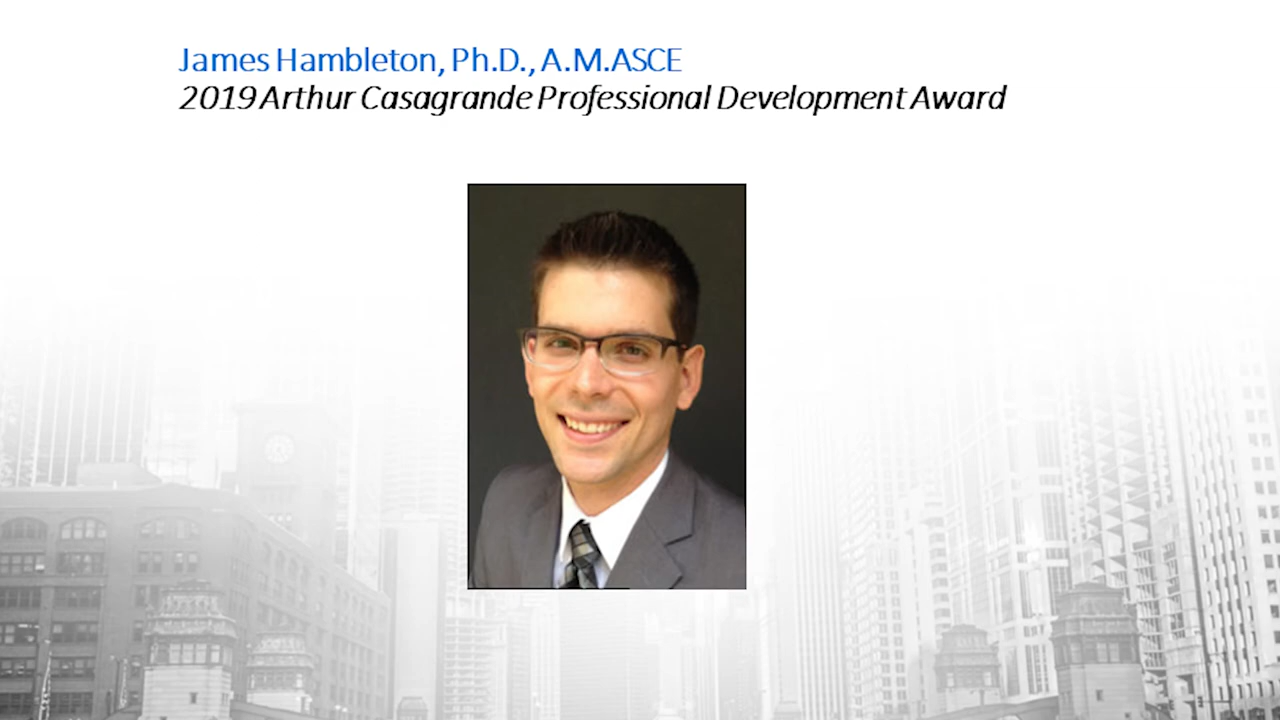 James Hambleton, Ph.D., A.M.ASCE
2019 Arthur Casagrande Professional Development Award